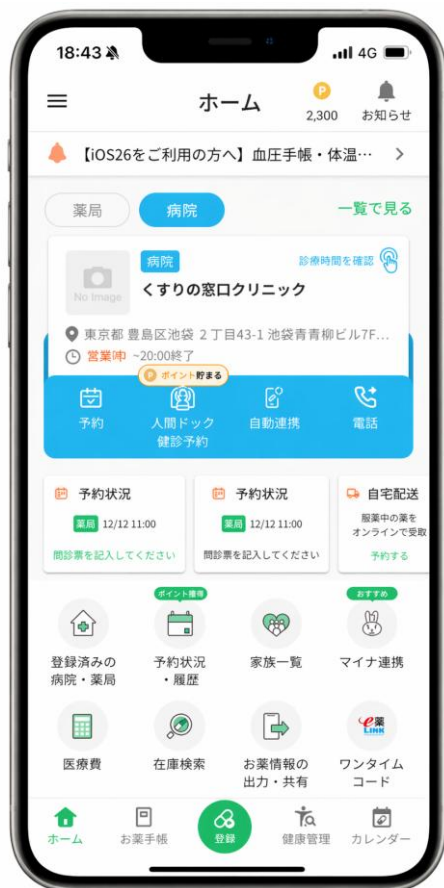 18:43
4G
ホーム
P
2,300
お知らせ
【iOS26をご利用の方へ】血圧手帳・体温…
薬局
病院
一覧で見る
No Image
病院
診療時間を確認
くすりの窓口クリニック
東京都 豊島区池袋 2丁目43-1 池袋青青柳ビル7F...
営業 ~20:00終了
P ポイント貯まる
予約
人間ドック
健診予約
自動連携
電話
予約状況
薬局 12/12 11:00
問診票を記入してください
予約状況
薬局 12/12 11:00
問診票を記入してください
自宅配送
服薬中の薬を
オンラインで受取
予約する
登録済みの
病院・薬局
ポイント獲得
予約状況
・履歴
家族一覧
おすすめ
マイナ連携
医療費
在庫検索
お薬情報の
出力・共有
e薬
LINK
ワンタイム
コード
ホーム
お薬手帳
登録
健康管理
カレンダー